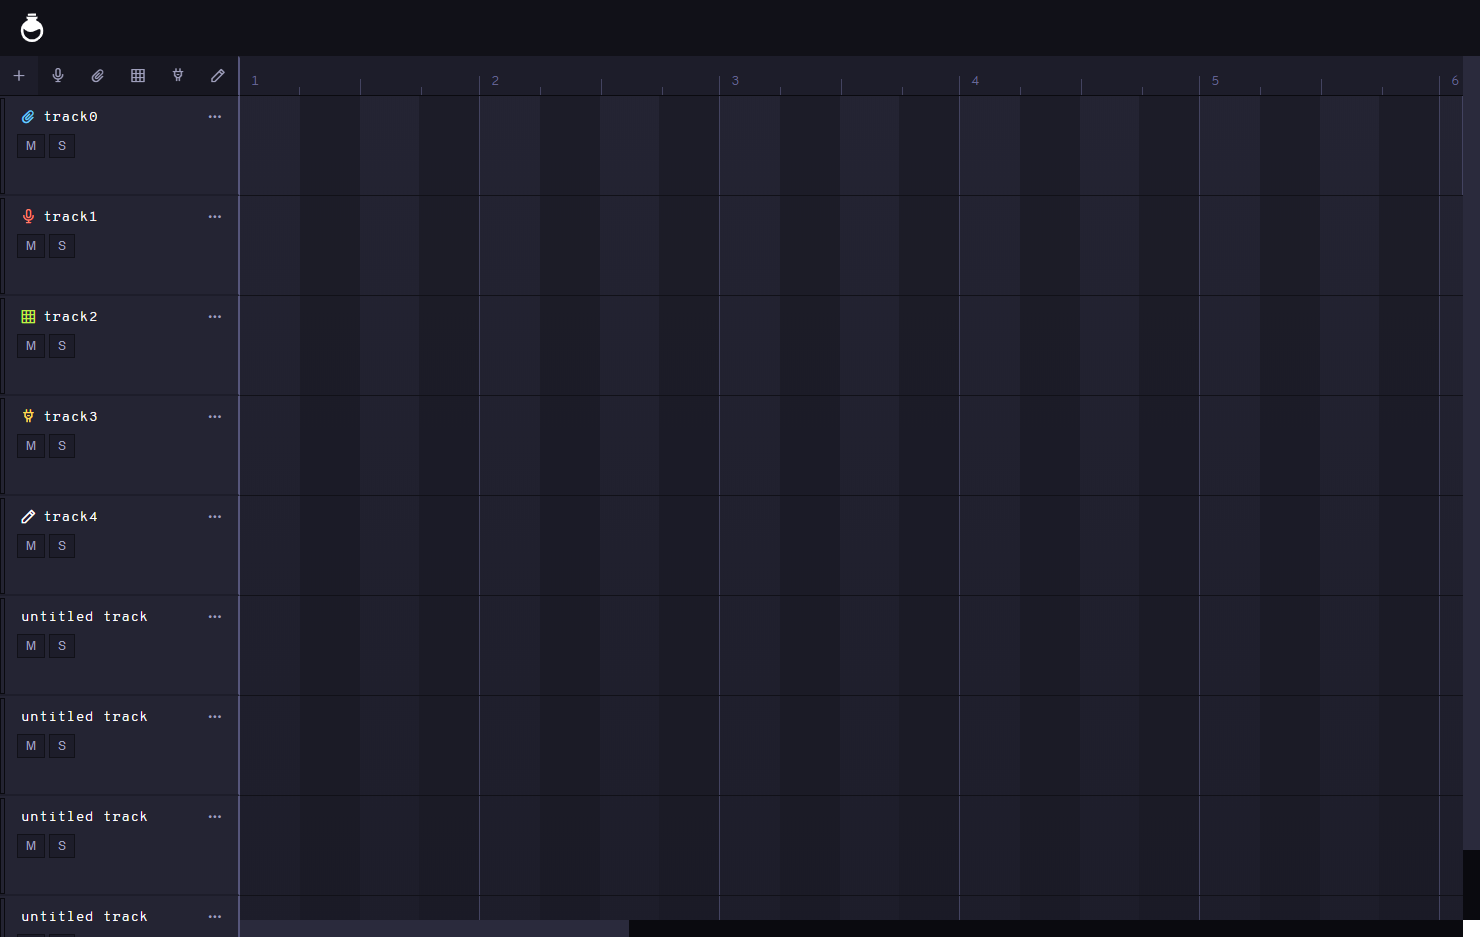 1 2 3 4 5 6
track0
M S
track1
M S
track2
M S
track3
M S
track4
M S
untitled track
M S
untitled track
M S
untitled track
M S
untitled track